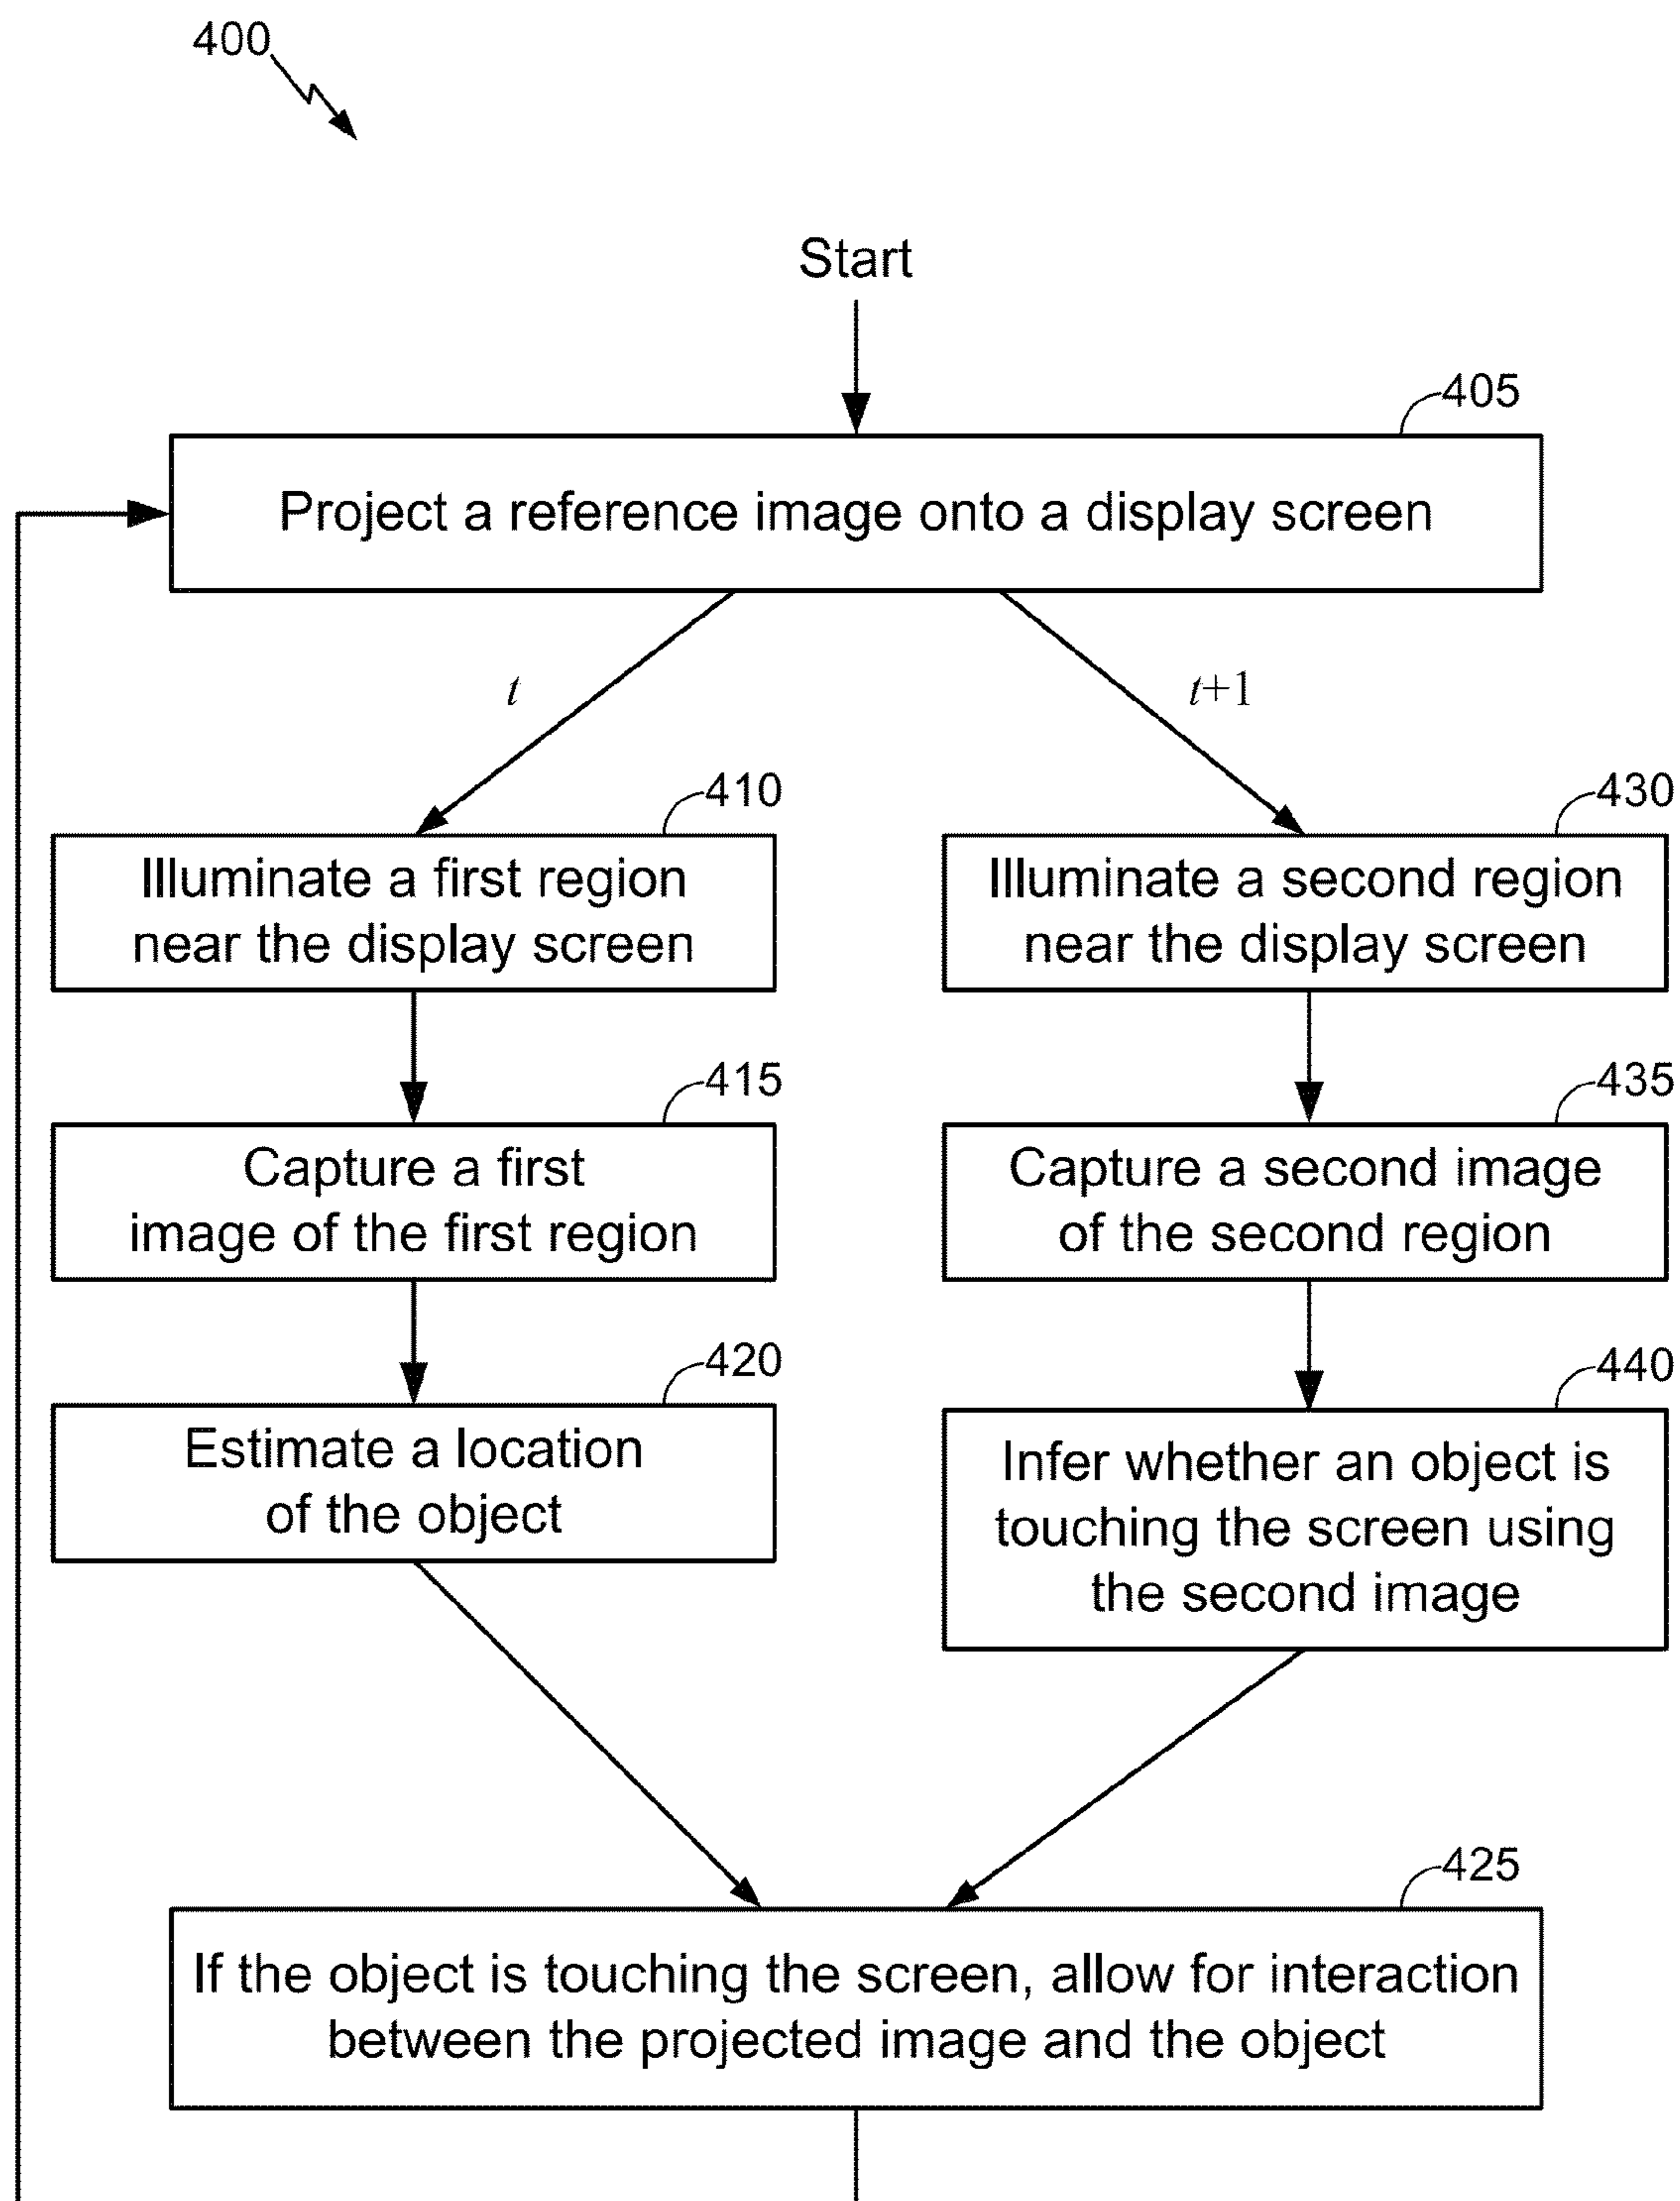 400
Start
405
Project a reference image onto a display screen
t
t+1
410
Illuminate a first region
near the display screen
430
Illuminate a second region
near the display screen
415
Capture a first
image of the first region
435
Capture a second image
of the second region
420
Estimate a location
of the object
440
Infer whether an object is
touching the screen using
the second image
425
If the object is touching the screen, allow for interaction
between the projected image and the object